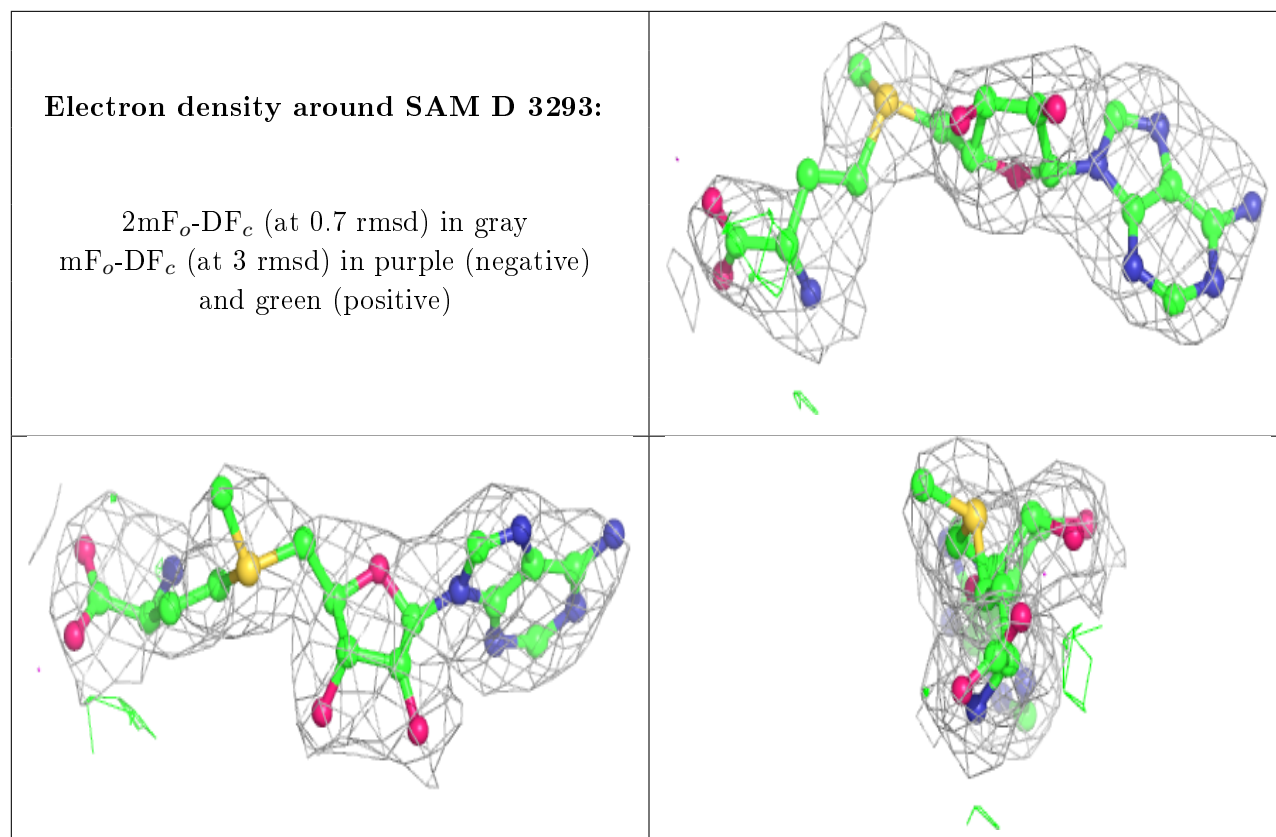 Electron density around SAM D 3293:
2mFo-DFc (at 0.7 rmsd) in gray
mFo-DFc (at 3 rmsd) in purple (negative)
and green (positive)